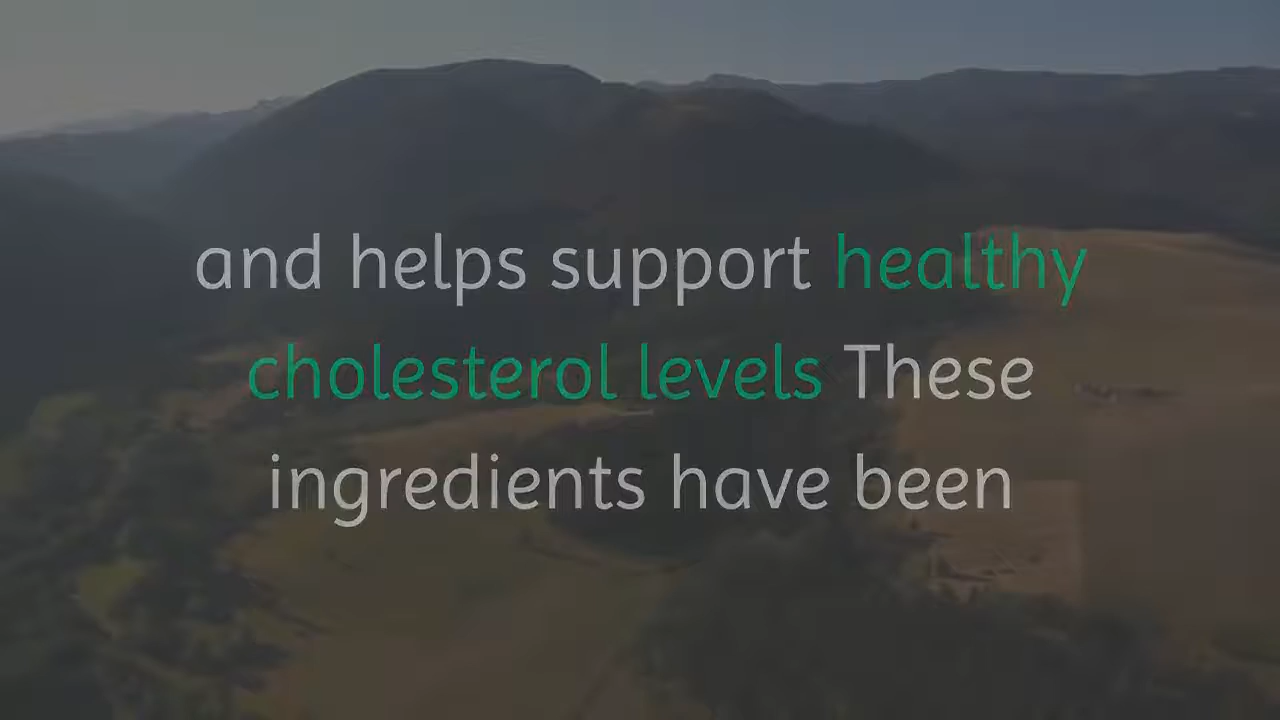 and helps support healthy
cholesterol levels These
ingredients have been